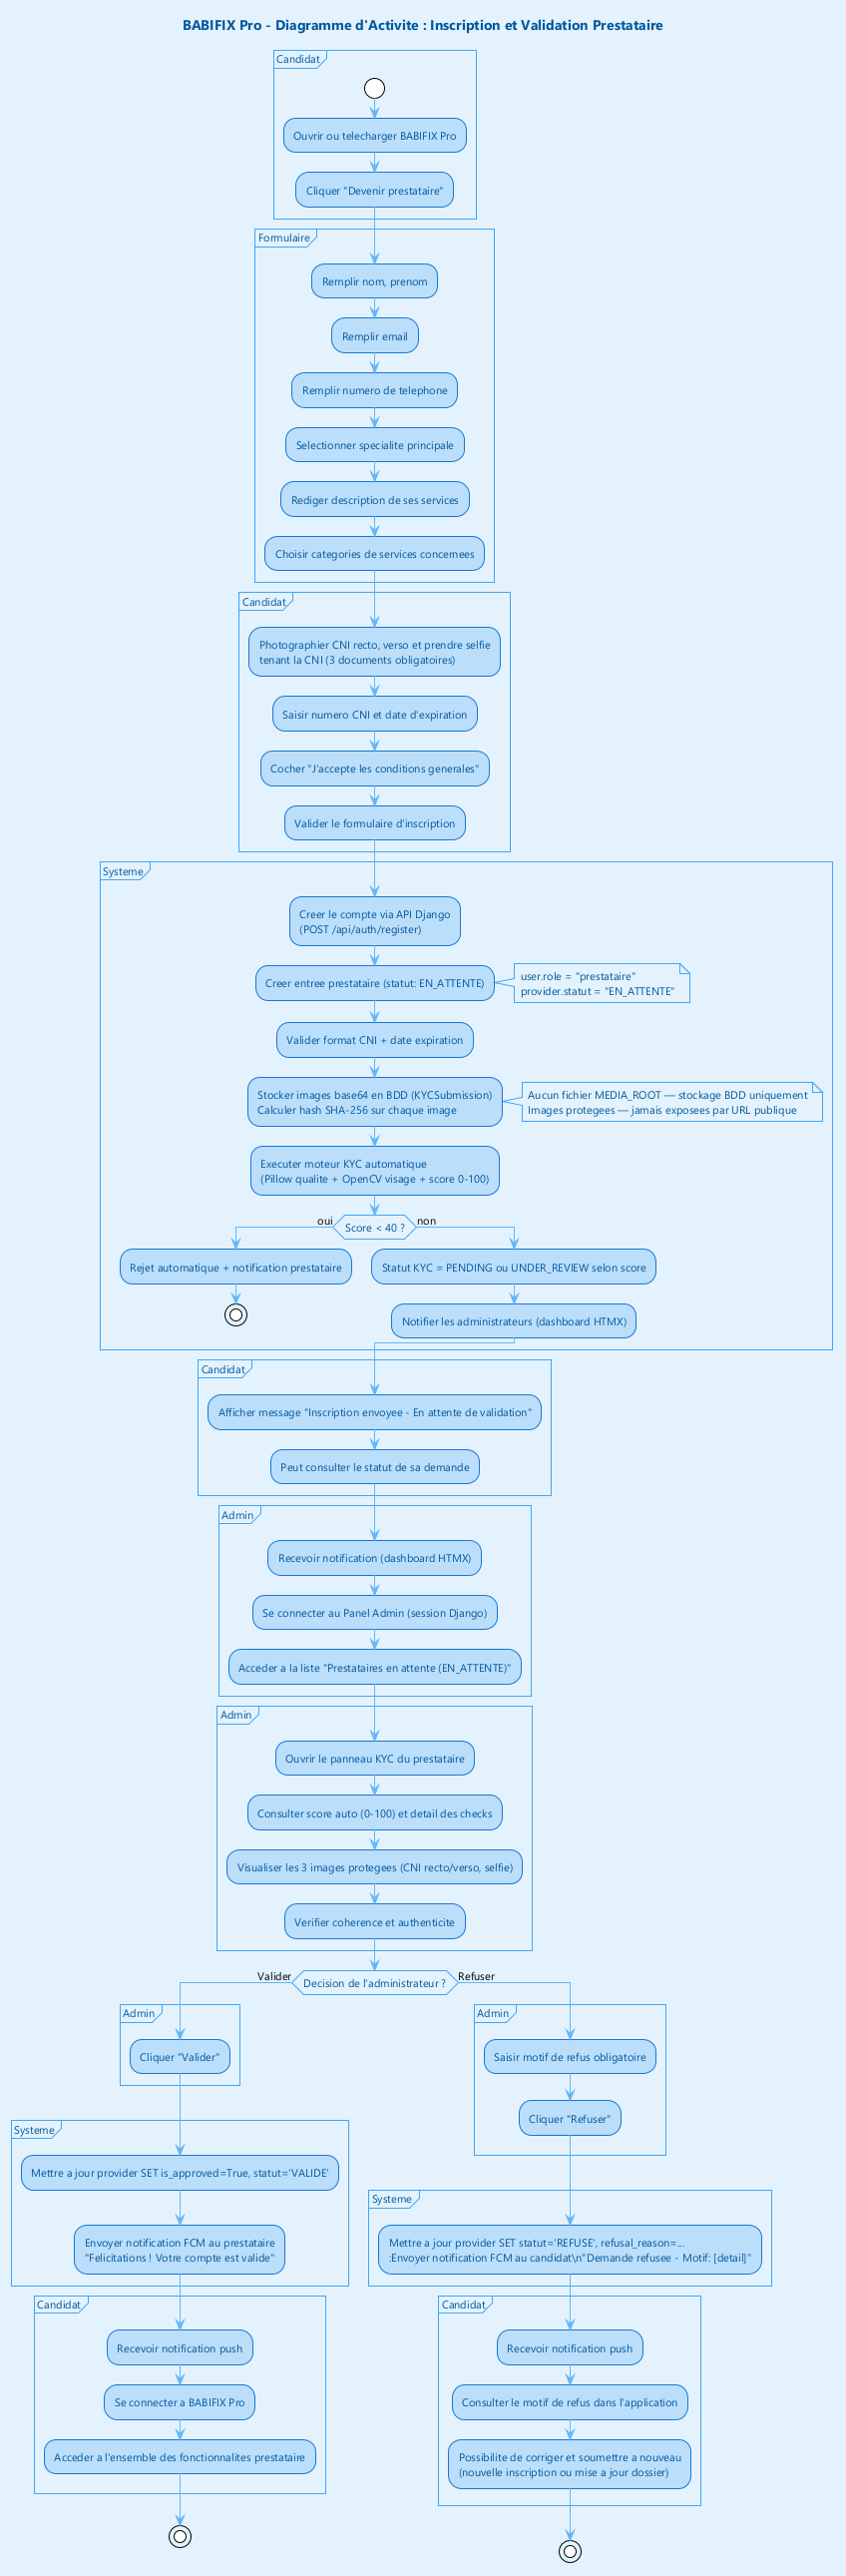 BABIFIX Pro - Diagramme d'Activite : Inscription et Validation Prestataire
Candidat
Ouvrir ou telecharger BABIFIX Pro
Cliquer "Devenir prestataire"
Formulaire
Remplir nom, prenom
Remplir email
Remplir numero de telephone
Selectionner specialite principale
Rediger description de ses services
Choisir categories de services concernees
Candidat
Photographier CNI recto, verso et prendre selfie
tenant la CNI (3 documents obligatoires)
Saisir numero CNI et date d'expiration
Cocher "J'accepte les conditions generales"
Valider le formulaire d'inscription
Systeme
Creer le compte via API Django
(POST /api/auth/register)
Creer entree prestataire (statut: EN_ATTENTE)
user.role = "prestataire"
provider.statut = "EN_ATTENTE"
Valider format CNI + date expiration
Stocker images base64 en BDD (KYCSubmission)
Calculer hash SHA-256 sur chaque image
Aucun fichier MEDIA_ROOT — stockage BDD uniquement
Images protegees — jamais exposees par URL publique
Executer moteur KYC automatique
(Pillow qualite + OpenCV visage + score 0-100)
oui
Score < 40 ?
non
Rejet automatique + notification prestataire
Statut KYC = PENDING ou UNDER_REVIEW selon score
Notifier les administrateurs (dashboard HTMX)
Candidat
Afficher message "Inscription envoyee - En attente de validation"
Peut consulter le statut de sa demande
Admin
Recevoir notification (dashboard HTMX)
Se connecter au Panel Admin (session Django)
Acceder a la liste "Prestataires en attente (EN_ATTENTE)"
Admin
Ouvrir le panneau KYC du prestataire
Consulter score auto (0-100) et detail des checks
Visualiser les 3 images protegees (CNI recto/verso, selfie)
Verifier coherence et authenticite
Valider
Decision de l'administrateur ?
Refuser
Admin
Cliquer "Valider"
Systeme
Mettre a jour provider SET is_approved=True, statut='VALIDE'
Envoyer notification FCM au prestataire
"Felicitations ! Votre compte est valide"
Candidat
Recevoir notification push
Se connecter a BABIFIX Pro
Acceder a l'ensemble des fonctionnalites prestataire
Admin
Saisir motif de refus obligatoire
Cliquer "Refuser"
Systeme
Mettre a jour provider SET statut='REFUSE', refusal_reason=...
:Envoyer notification FCM au candidat\n"Demande refusee - Motif: [detail]"
Candidat
Recevoir notification push
Consulter le motif de refus dans l'application
Possibilite de corriger et soumettre a nouveau
(nouvelle inscription ou mise a jour dossier)